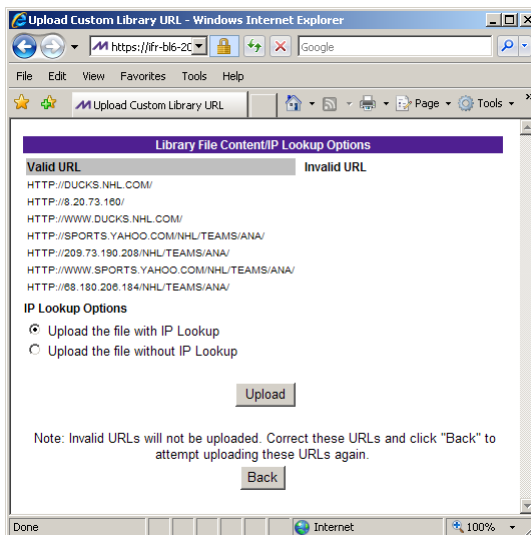 Upload Custom Library URL - Windows Internet Explorer
https://ifr-bl6-20
Google
File Edit View Favorites Tools Help
Upload Custom Library URL
Page Tools »
Library File Content/IP Lookup Options
Valid URL Invalid URL
HTTP://DUCKS.NHL.COM/
HTTP://8.20.73.160/
HTTP://WWW.DUCKS.NHL.COM/
HTTP://SPORTS.YAHOO.COM/NHL/TEAMS/ANA/
HTTP://209.73.190.208/NHL/TEAMS/ANA/
HTTP://WWW.SPORTS.YAHOO.COM/NHL/TEAMS/ANA/
HTTP://68.180.206.184/NHL/TEAMS/ANA/
IP Lookup Options
Upload the file with IP Lookup
Upload the file without IP Lookup
Upload
Note: Invalid URLs will not be uploaded. Correct these URLs and click "Back" to
attempt uploading these URLs again.
Back
Done Internet 100%